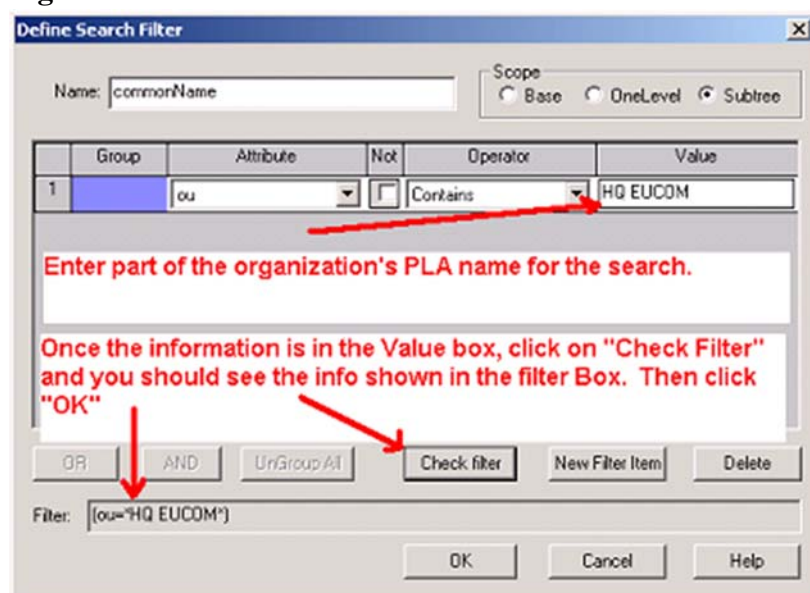 Define Search Filter
Name: commonName
Scope
Base OneLevel Subtree
Group Attribute Not Operator Value
1 ou Contains HQ EUCOM
Enter part of the organization's PLA name for the search.
Once the information is in the Value box, click on "Check Filter"
and you should see the info shown in the filter Box. Then click
"OK"
OR AND UnGroup All Check filter New Filter Item Delete
Filter: (ou=*HQ EUCOM*)
OK Cancel Help